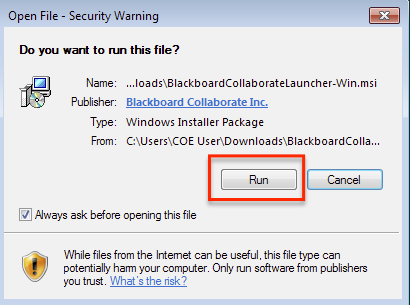 Open File - Security Warning
Do you want to run this file?
Name: ...loads\BlackboardCollaborateLauncher-Win.msi
Publisher: Blackboard Collaborate Inc.
Type: Windows Installer Package
From: C:\Users\COE User\Downloads\BlackboardColla...
Run Cancel
Always ask before opening this file
While files from the Internet can be useful, this file type can
potentially harm your computer. Only run software from publishers
you trust. What's the risk?